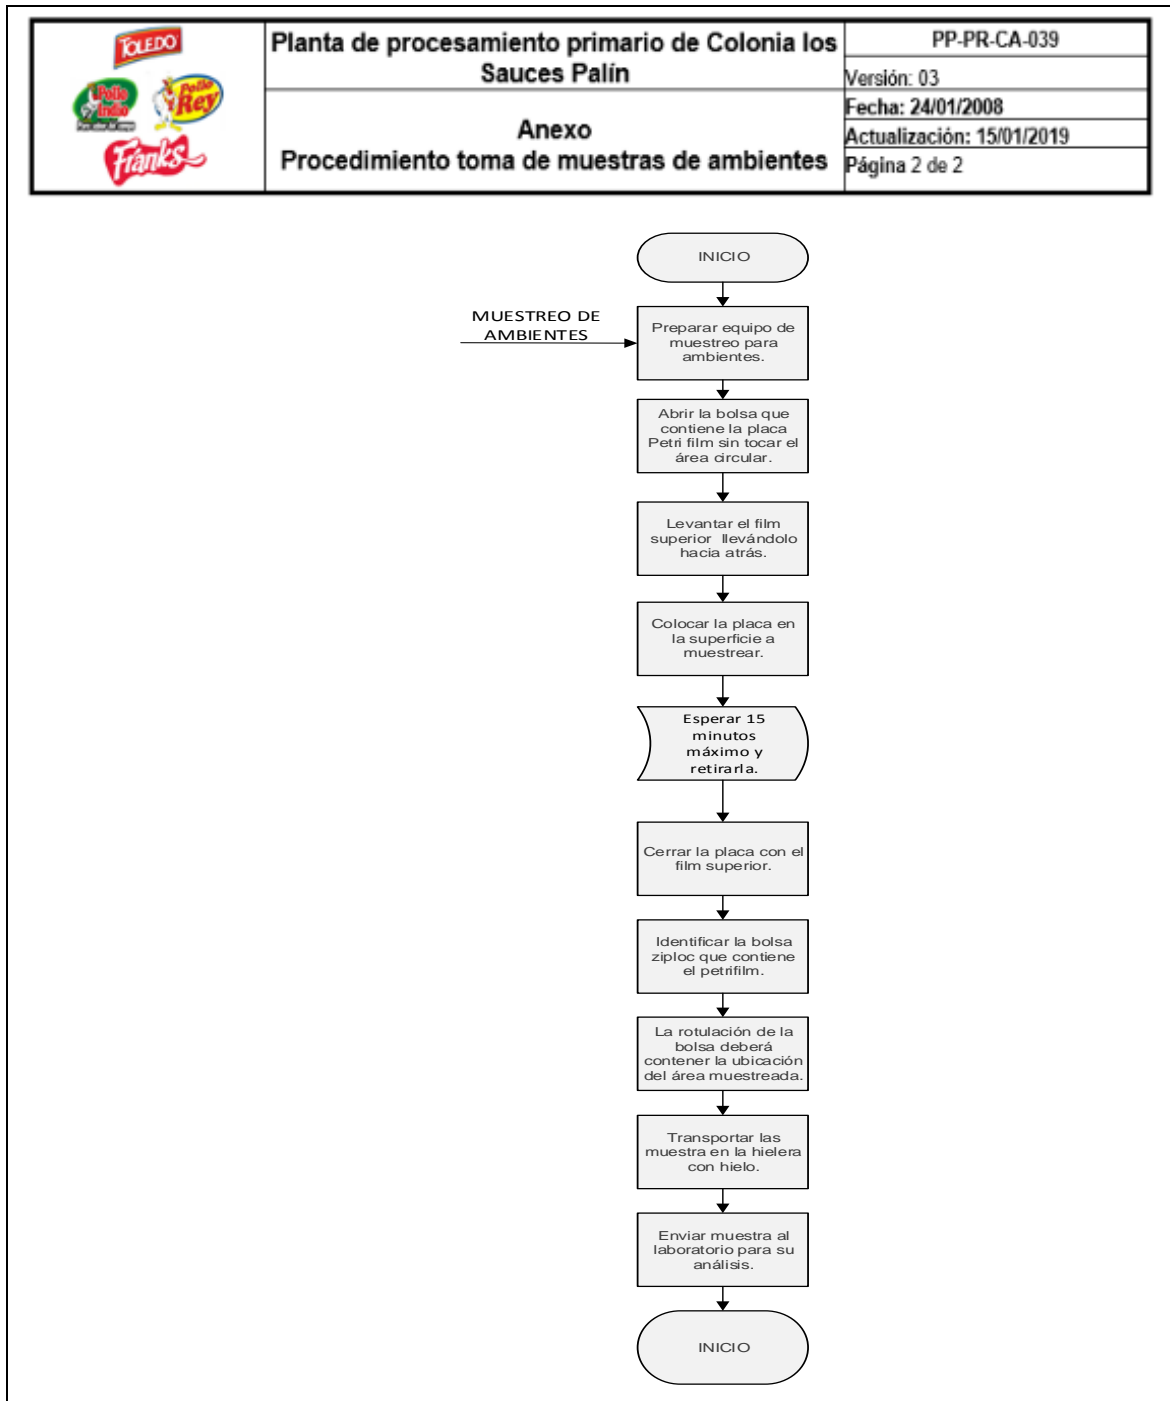 TOLEDO
Pollo
Indio
Pollo
Rey
Franks
Planta de procesamiento primario de Colonia los
Sauces Palín
Anexo
Procedimiento toma de muestras de ambientes
PP-PR-CA-039
Versión: 03
Fecha: 24/01/2008
Actualización: 15/01/2019
Página 2 de 2
INICIO
MUESTREO DE
AMBIENTES
Preparar equipo de
muestreo para
ambientes.
Abrir la bolsa que
contiene la placa
Petri film sin tocar el
área circular.
Levantar el film
superior llevándolo
hacia atrás.
Colocar la placa en
la superficie a
muestrear.
Esperar 15
minutos
máximo y
retirarla.
Cerrar la placa con el
film superior.
Identificar la bolsa
ziploc que contiene
el petrifilm.
La rotulación de la
bolsa deberá
contener la ubicación
del área muestreada.
Transportar las
muestra en la hielera
con hielo.
Enviar muestra al
laboratorio para su
análisis.
INICIO